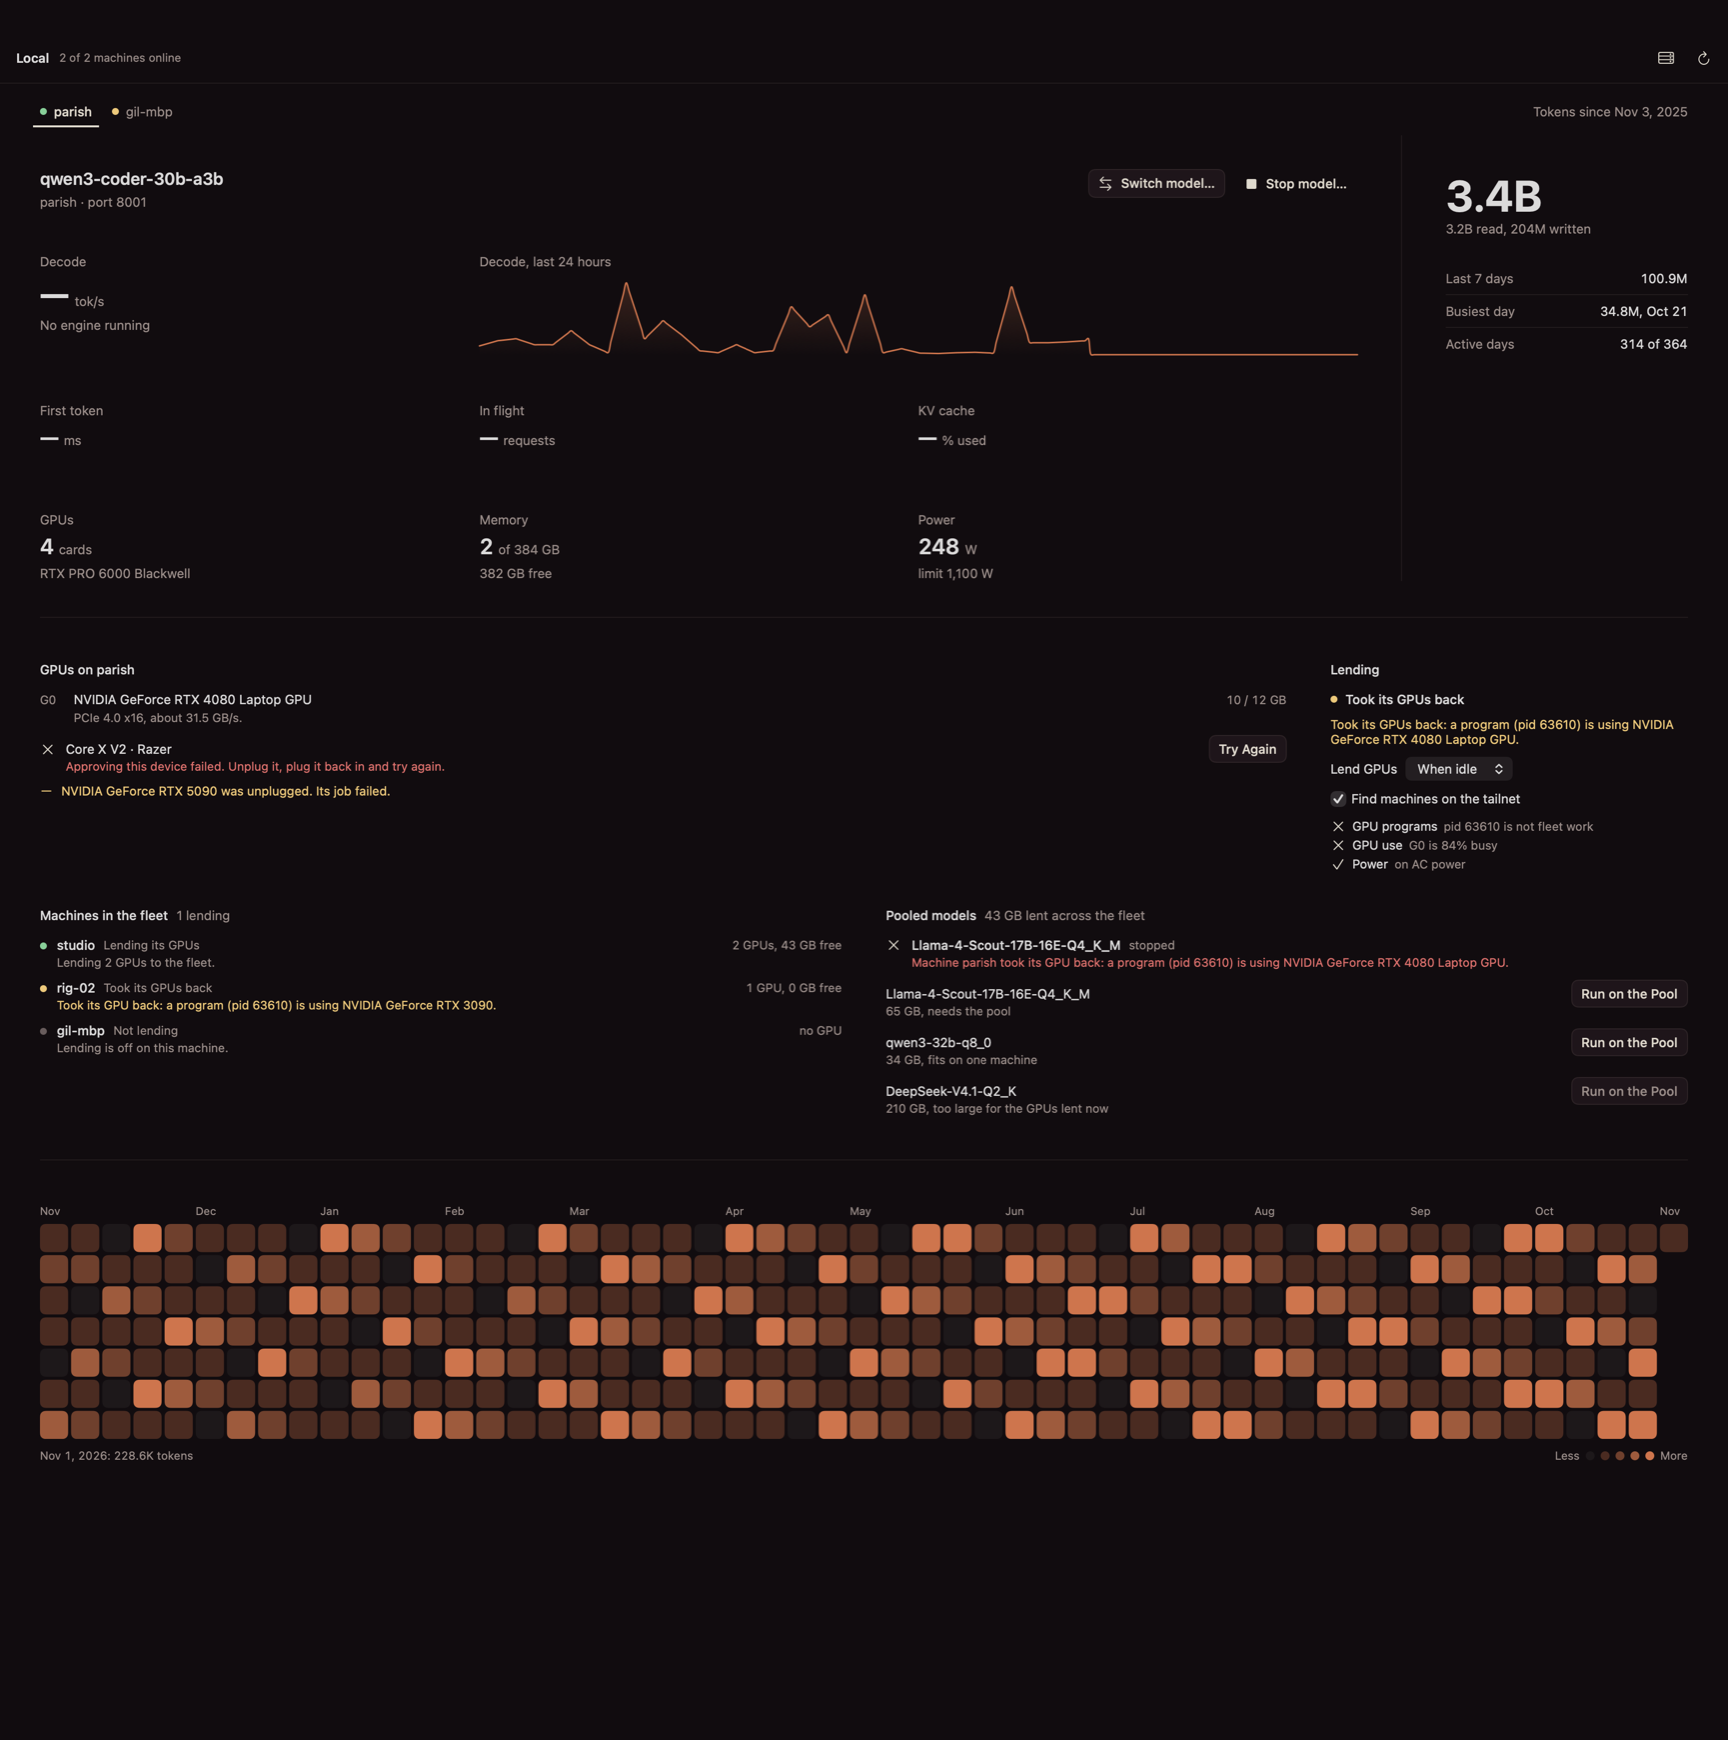 Local 2 of 2 machines online
parish gil-mbp Tokens since Nov 3, 2025
qwen3-coder-30b-a3b
parish · port 8001
Switch model... Stop model...
3.4B
3.2B read, 204M written
Last 7 days 100.9M
Busiest day 34.8M, Oct 21
Active days 314 of 364
Decode
— tok/s
No engine running
Decode, last 24 hours
First token
— ms
In flight
— requests
KV cache
— % used
GPUs
4 cards
RTX PRO 6000 Blackwell
Memory
2 of 384 GB
382 GB free
Power
248 W
limit 1,100 W
GPUs on parish
G0 NVIDIA GeForce RTX 4080 Laptop GPU 10 / 12 GB
PCIe 4.0 x16, about 31.5 GB/s.
Core X V2 · Razer Try Again
Approving this device failed. Unplug it, plug it back in and try again.
NVIDIA GeForce RTX 5090 was unplugged. Its job failed.
Lending
Took its GPUs back
Took its GPUs back: a program (pid 63610) is using NVIDIA
GeForce RTX 4080 Laptop GPU.
Lend GPUs When idle
Find machines on the tailnet
GPU programs pid 63610 is not fleet work
GPU use G0 is 84% busy
Power on AC power
Machines in the fleet 1 lending
studio Lending its GPUs 2 GPUs, 43 GB free
Lending 2 GPUs to the fleet.
rig-02 Took its GPUs back 1 GPU, 0 GB free
Took its GPU back: a program (pid 63610) is using NVIDIA GeForce RTX 3090.
gil-mbp Not lending no GPU
Lending is off on this machine.
Pooled models 43 GB lent across the fleet
Llama-4-Scout-17B-16E-Q4_K_M stopped
Machine parish took its GPU back: a program (pid 63610) is using NVIDIA GeForce RTX 4080 Laptop GPU.
Llama-4-Scout-17B-16E-Q4_K_M Run on the Pool
65 GB, needs the pool
qwen3-32b-q8_0 Run on the Pool
34 GB, fits on one machine
DeepSeek-V4.1-Q2_K Run on the Pool
210 GB, too large for the GPUs lent now
Nov Dec Jan Feb Mar Apr May Jun Jul Aug Sep Oct Nov
Nov 1, 2026: 228.6K tokens Less More